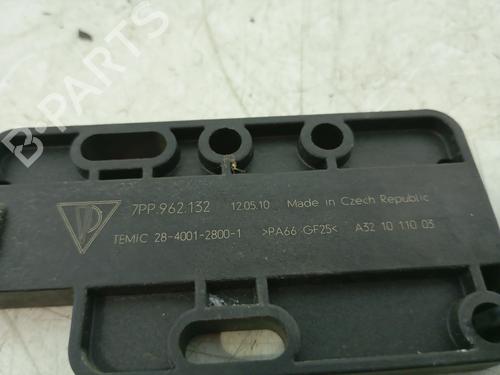 B-PARTS
7PP.962.132 12.05.10 Made in Czech Republic
TEMIC 28-4001-2800-1 >PA66 GF25< A32 10 110 03